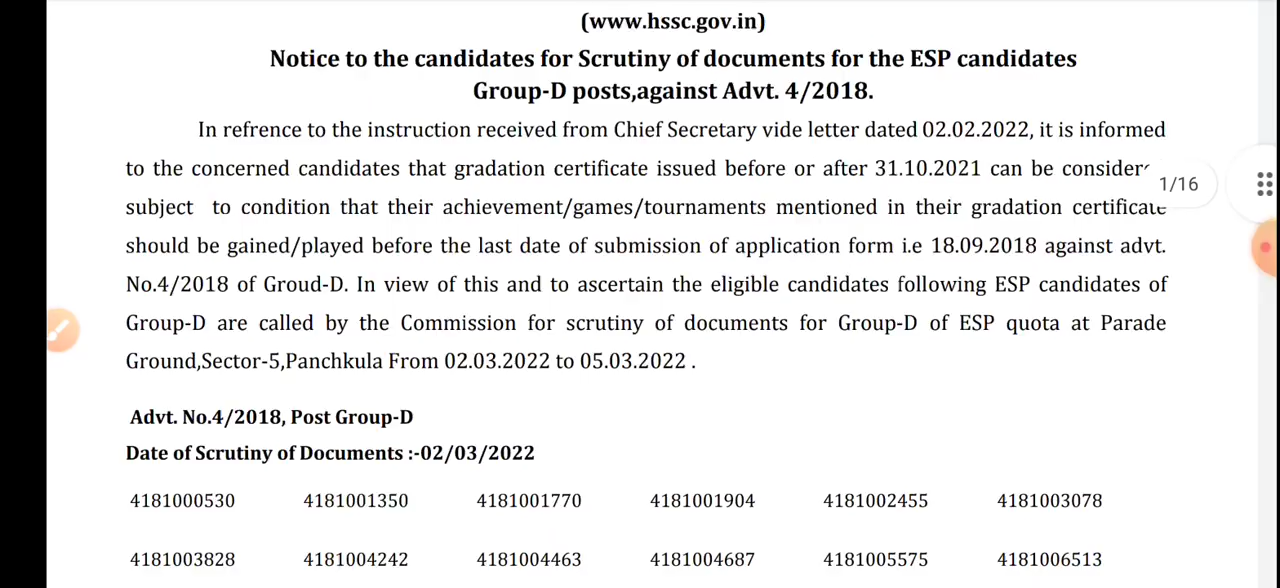 (www.hssc.gov.in)
Notice to the candidates for Scrutiny of documents for the ESP candidates
Group-D posts,against Advt. 4/2018.
In refrence to the instruction received from Chief Secretary vide letter dated 02.02.2022, it is informed
to the concerned candidates that gradation certificate issued before or after 31.10.2021 can be
1/16
subject to condition that their achievement/games/tournaments mentioned in their gradation certificate
should be gained/played before the last date of submission of application form i.e 18.09.2018 against advt.
No.4/2018 of Groud-D. In view of this and to ascertain the eligible candidates following ESP candidates of
Group-D are called by the Commission for scrutiny of documents for Group-D of ESP quota at Parade
Ground,Sector-5,Panchkula From 02.03.2022 to 05.03.2022 .
Advt. No.4/2018, Post Group-D
Date of Scrutiny of Documents :-02/03/2022
4181000530 4181001350 4181001770 4181001904 4181002455 4181003078
4181003828 4181004242 4181004463 4181004687 4181005575 4181006513